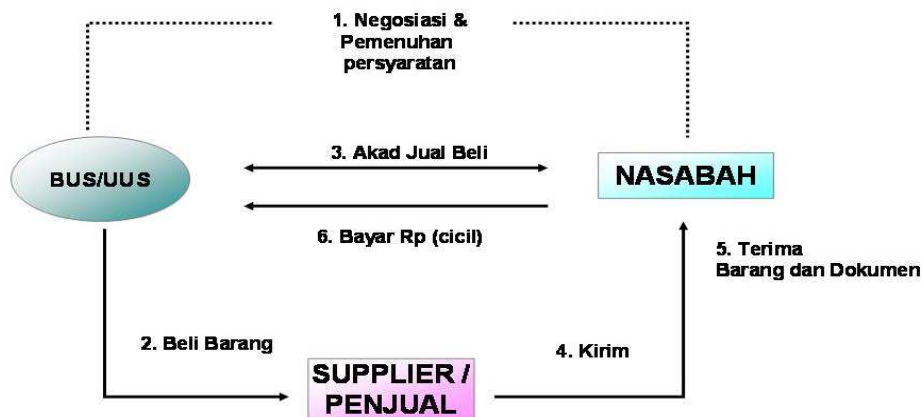 1. Negosiasi &
Pemenuhan
persyaratan
BUS/UUS
3. Akad Jual Beli
NASABAH
6. Bayar Rp (cicil)
5. Terima
Barang dan Dokumen
2. Beli Barang
4. Kirim
SUPPLIER /
PENJUAL